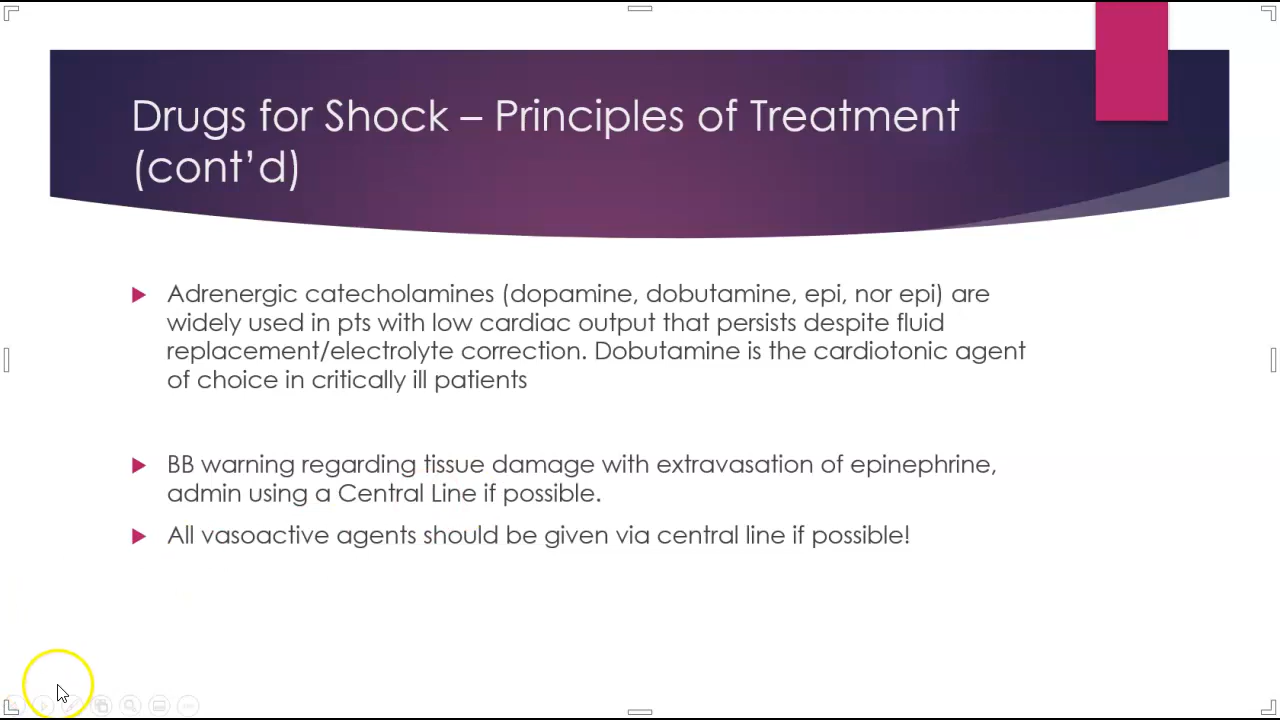 Drugs for Shock – Principles of Treatment
(cont’d)
Adrenergic catecholamines (dopamine, dobutamine, epi, nor epi) are
widely used in pts with low cardiac output that persists despite fluid
replacement/electrolyte correction. Dobutamine is the cardiotonic agent
of choice in critically ill patients
BB warning regarding tissue damage with extravasation of epinephrine,
admin using a Central Line if possible.
All vasoactive agents should be given via central line if possible!